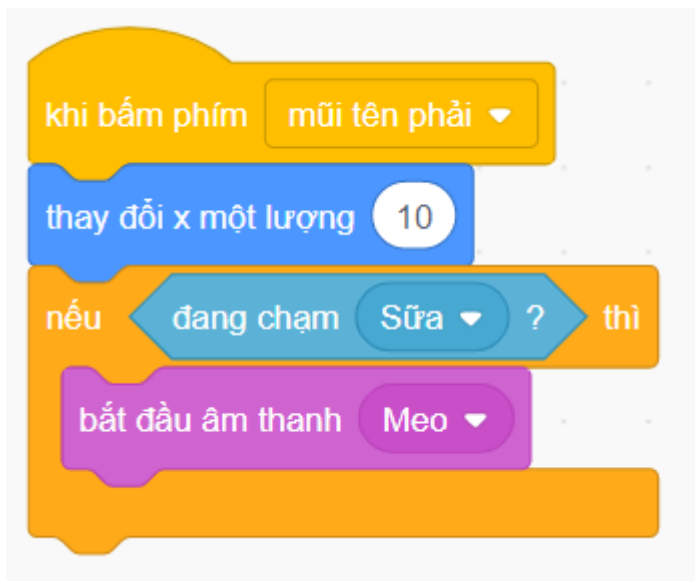 khi bấm phím mũi tên phải
thay đổi x một lượng 10
nếu đang chạm Sữa ? thì
bắt đầu âm thanh Meo